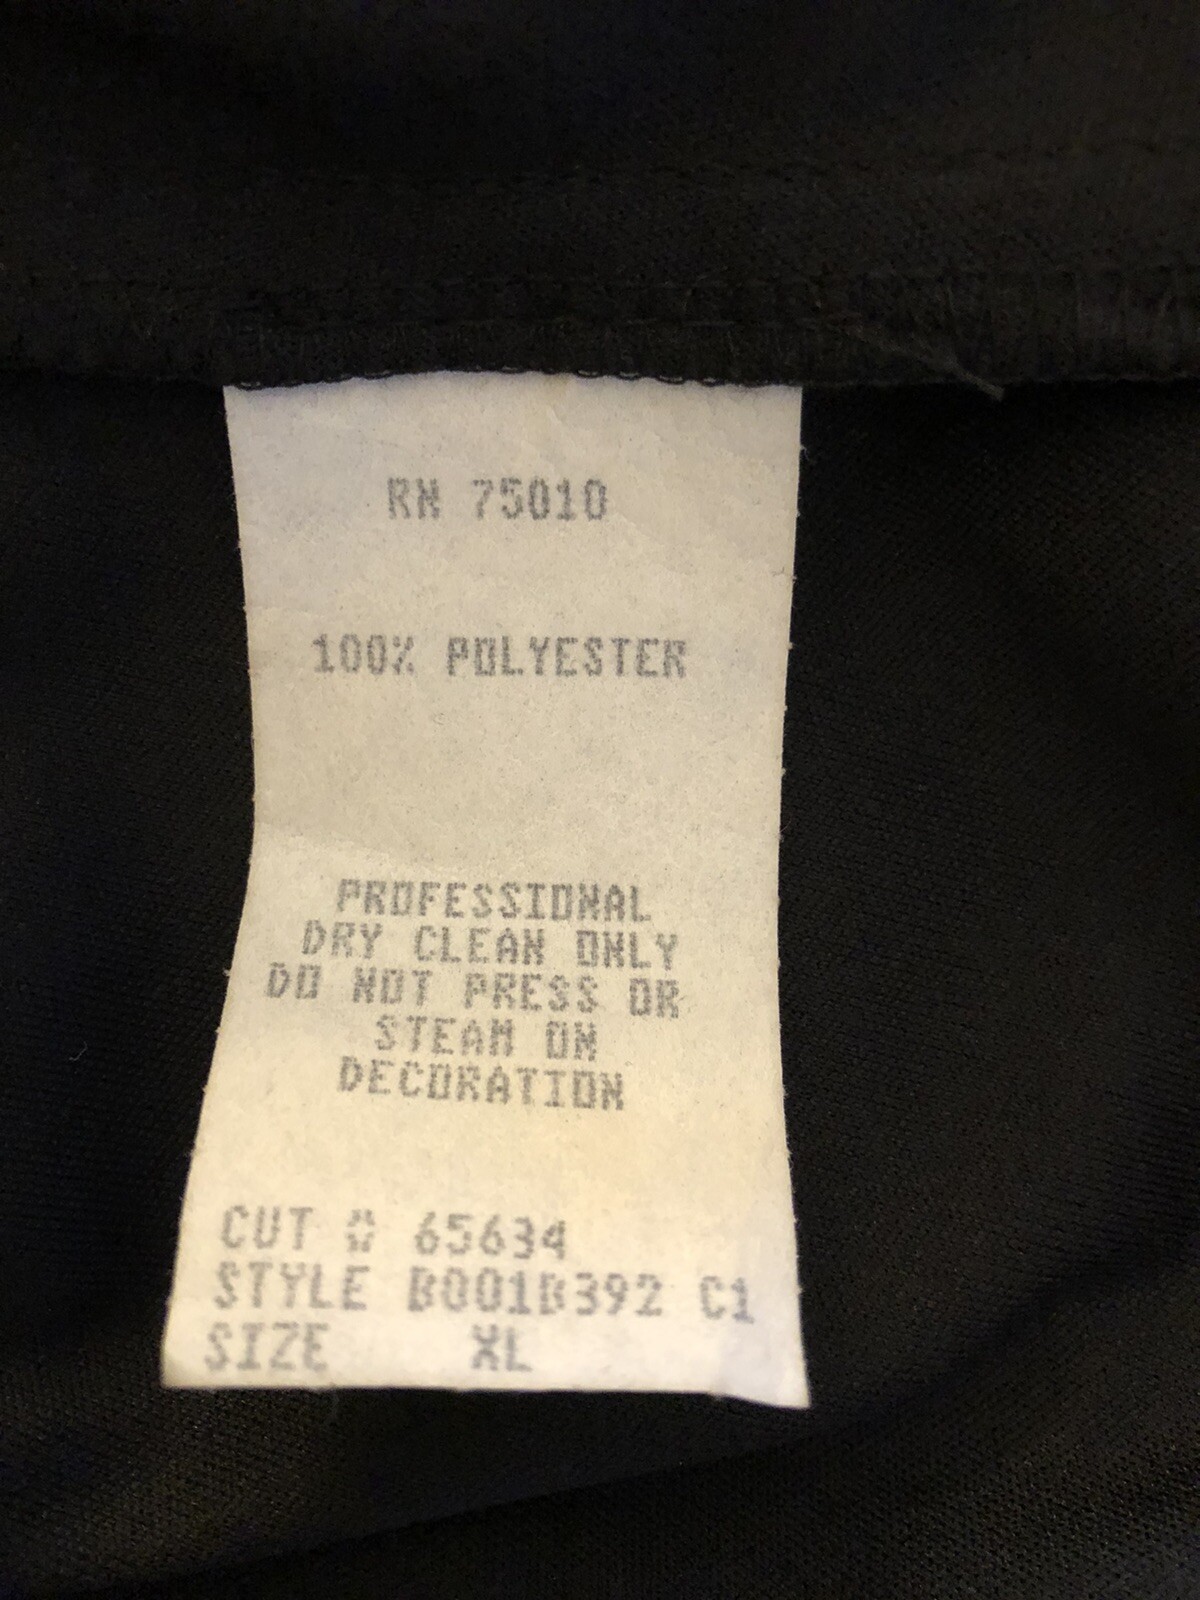 RN 75010
100% POLYESTER
PROFESSIONAL
DRY CLEAN ONLY
DO NOT PRESS OR
STEAM ON
DECORATION
CUT # 65634
STYLE B001B392 C1
SIZE XL